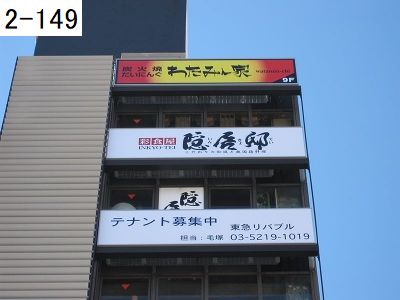 2-149
炭火焼
だいにんぐ
わたみん家
watamin-chi
9F
彩食屋
INKYO-TEI
隠居邸
隠
居
テナント募集中
東急リバブル
担当：毛塚 03-5219-1019